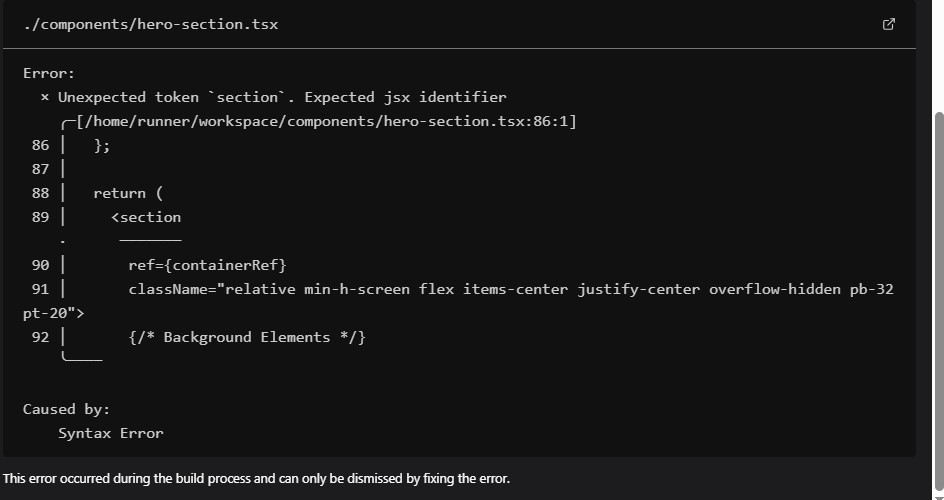 ./components/hero-section.tsx
Error:
× Unexpected token `section`. Expected jsx identifier
╭─[/home/runner/workspace/components/hero-section.tsx:86:1]
86 │   };
87 │
88 │   return (
89 │     <section
·      ───────
90 │       ref={containerRef}
91 │       className="relative min-h-screen flex items-center justify-center overflow-hidden pb-32
pt-20">
92 │       {/* Background Elements */}
╰────
Caused by:
Syntax Error
This error occurred during the build process and can only be dismissed by fixing the error.